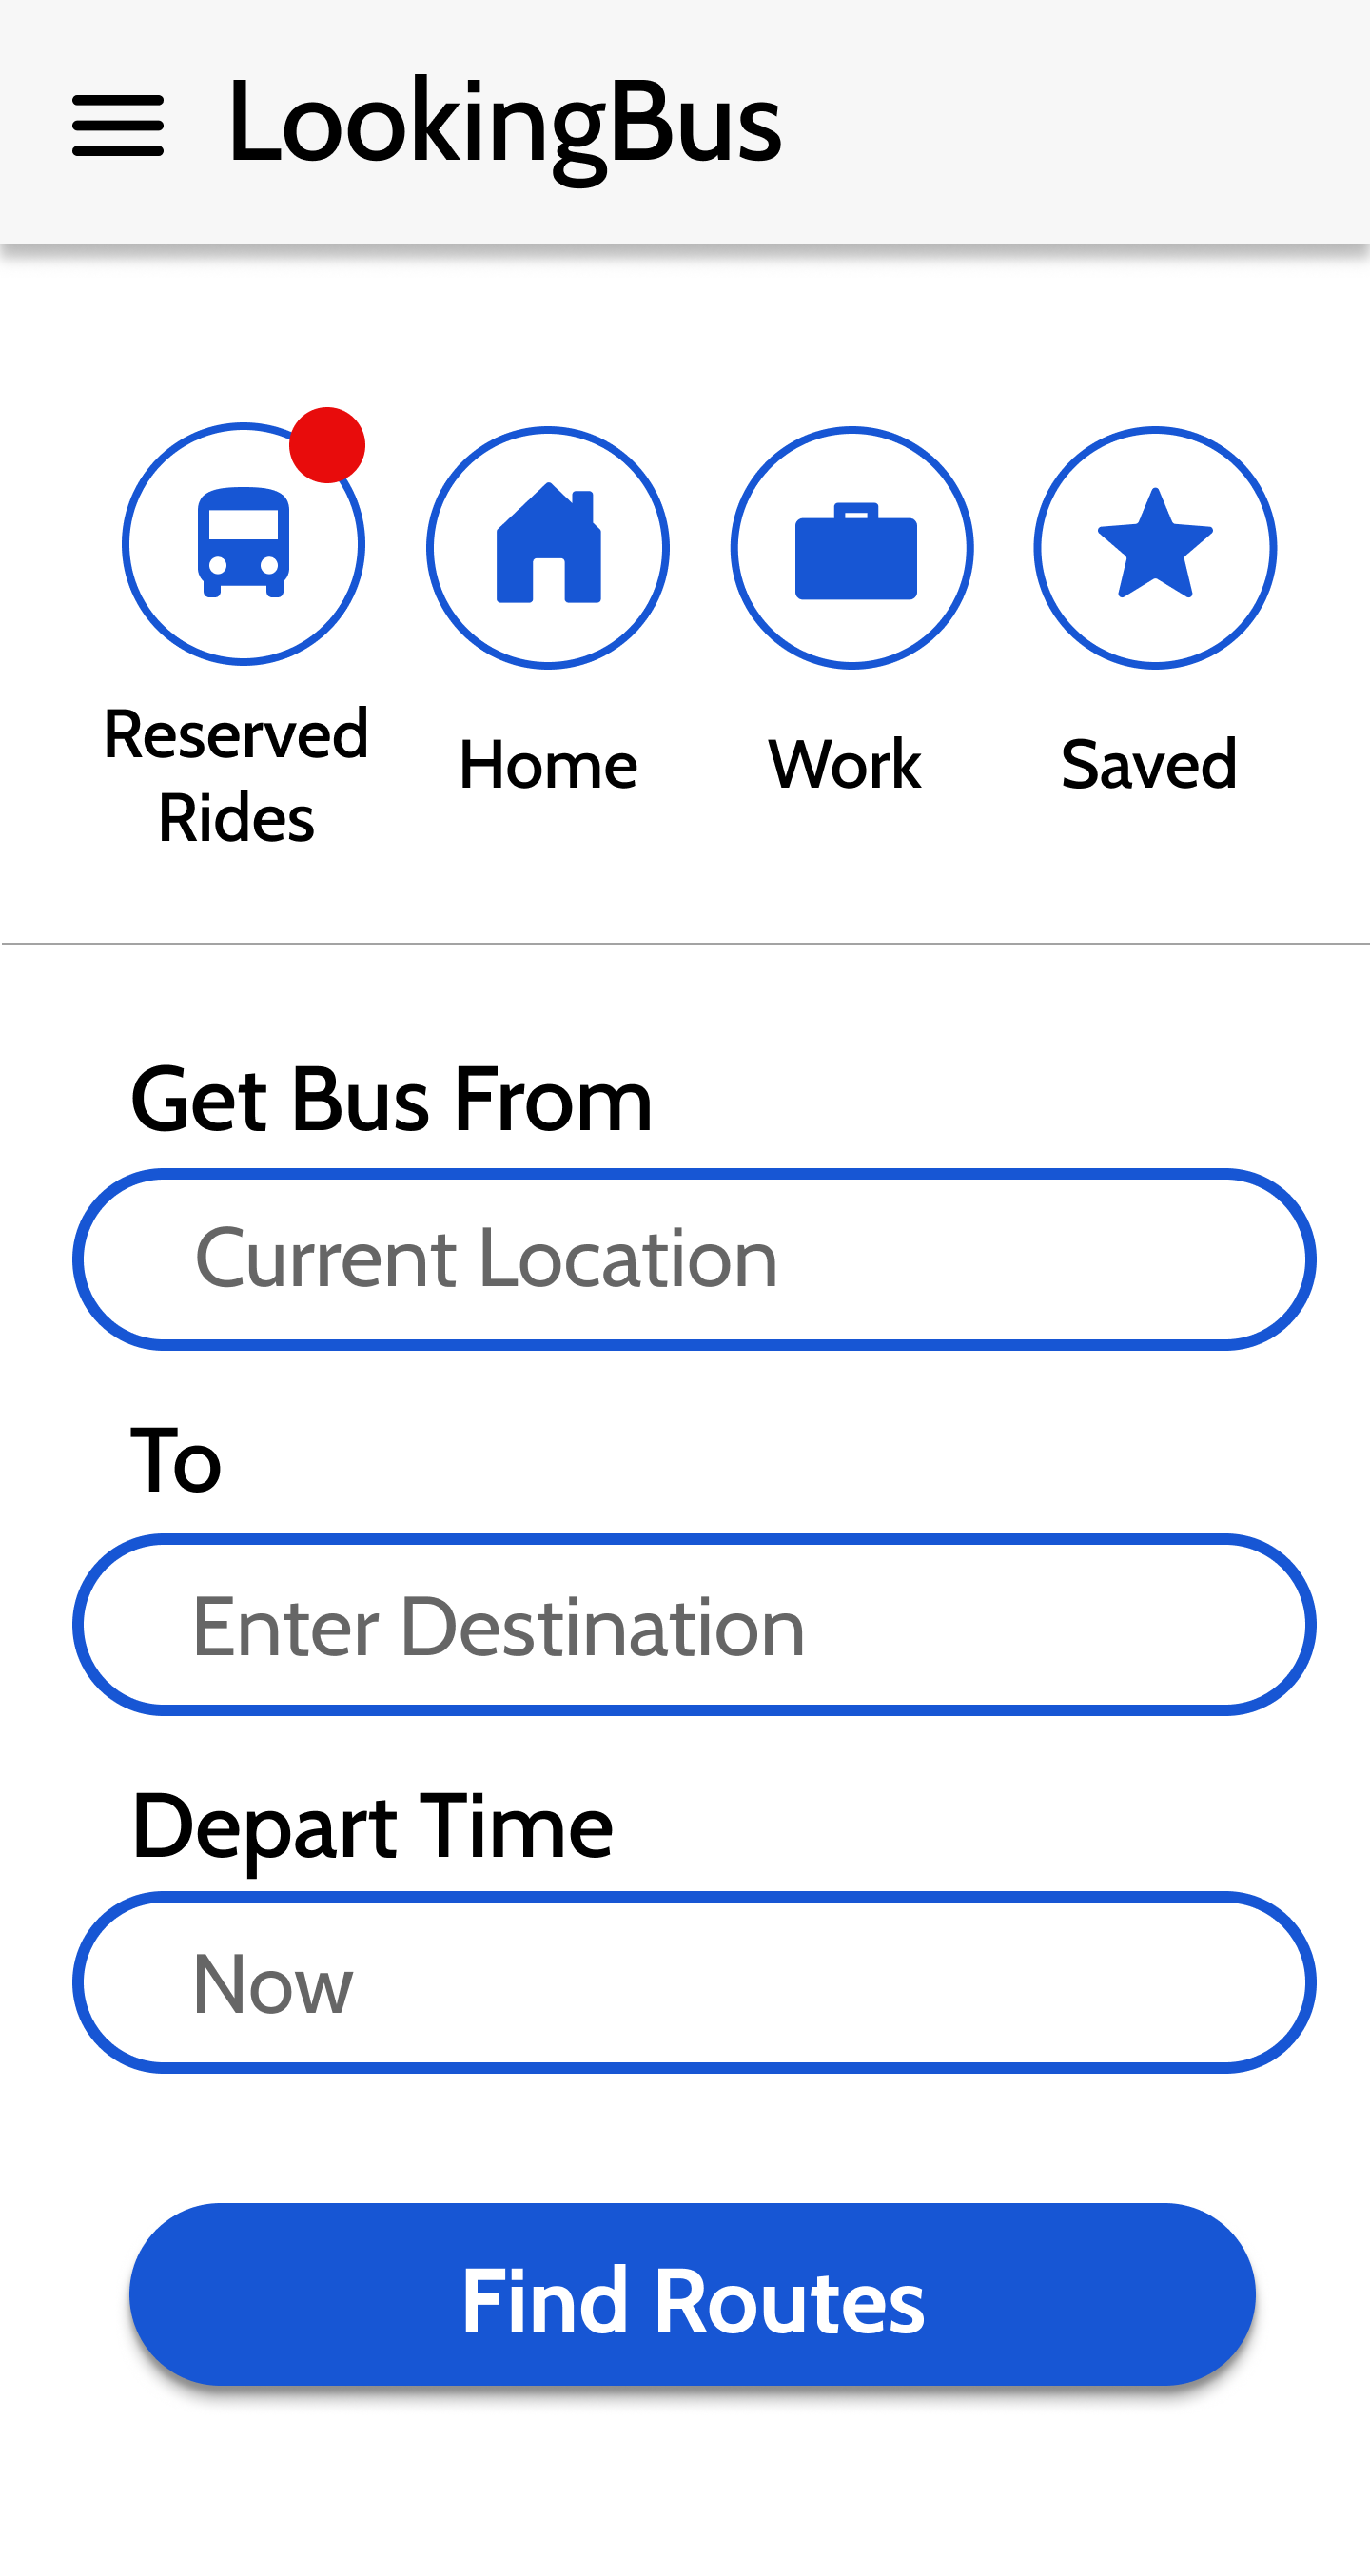 LookingBus
Reserved
Rides
Home
Work
Saved
Get Bus From
Current Location
To
Enter Destination
Depart Time
Now
Find Routes